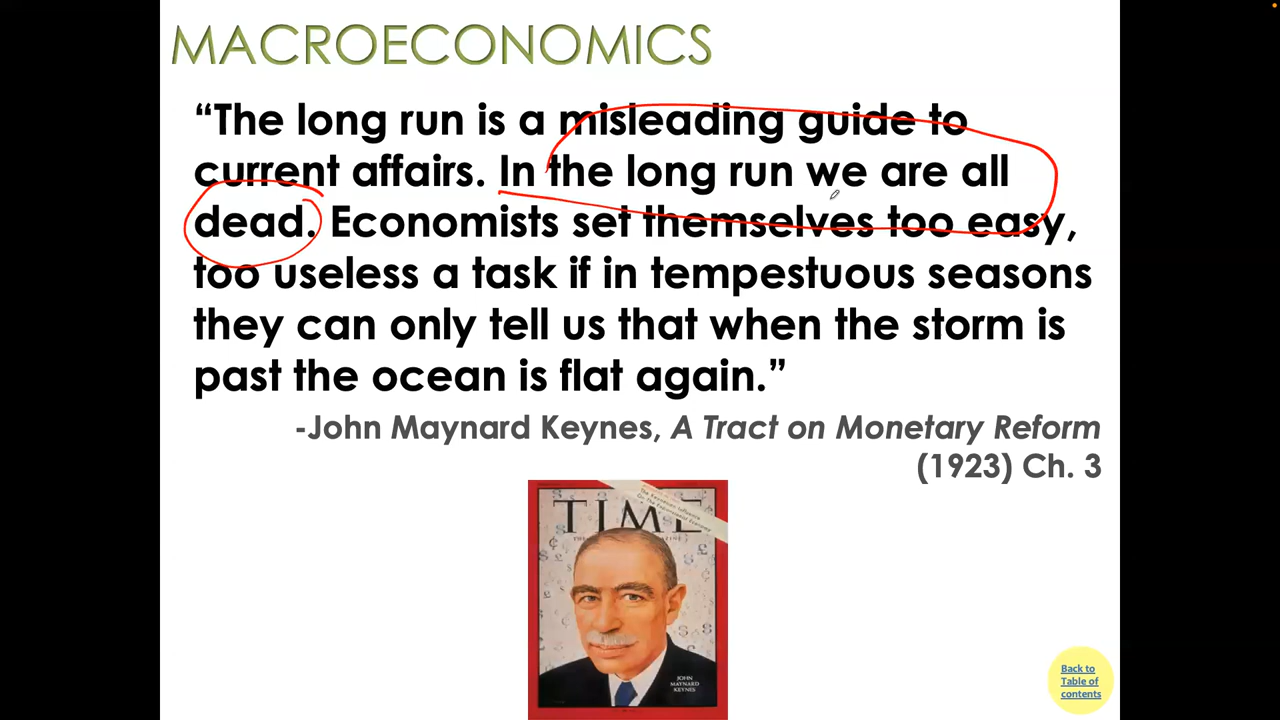 MACROECONOMICS
“The long run is a misleading guide to
current affairs. In the long run we are all
dead. Economists set themselves too easy,
too useless a task if in tempestuous seasons
they can only tell us that when the storm is
past the ocean is flat again.”
-John Maynard Keynes, A Tract on Monetary Reform
(1923) Ch. 3
TIME
JOHN
MAYNARD
KEYNES
Back to
Table of
contents